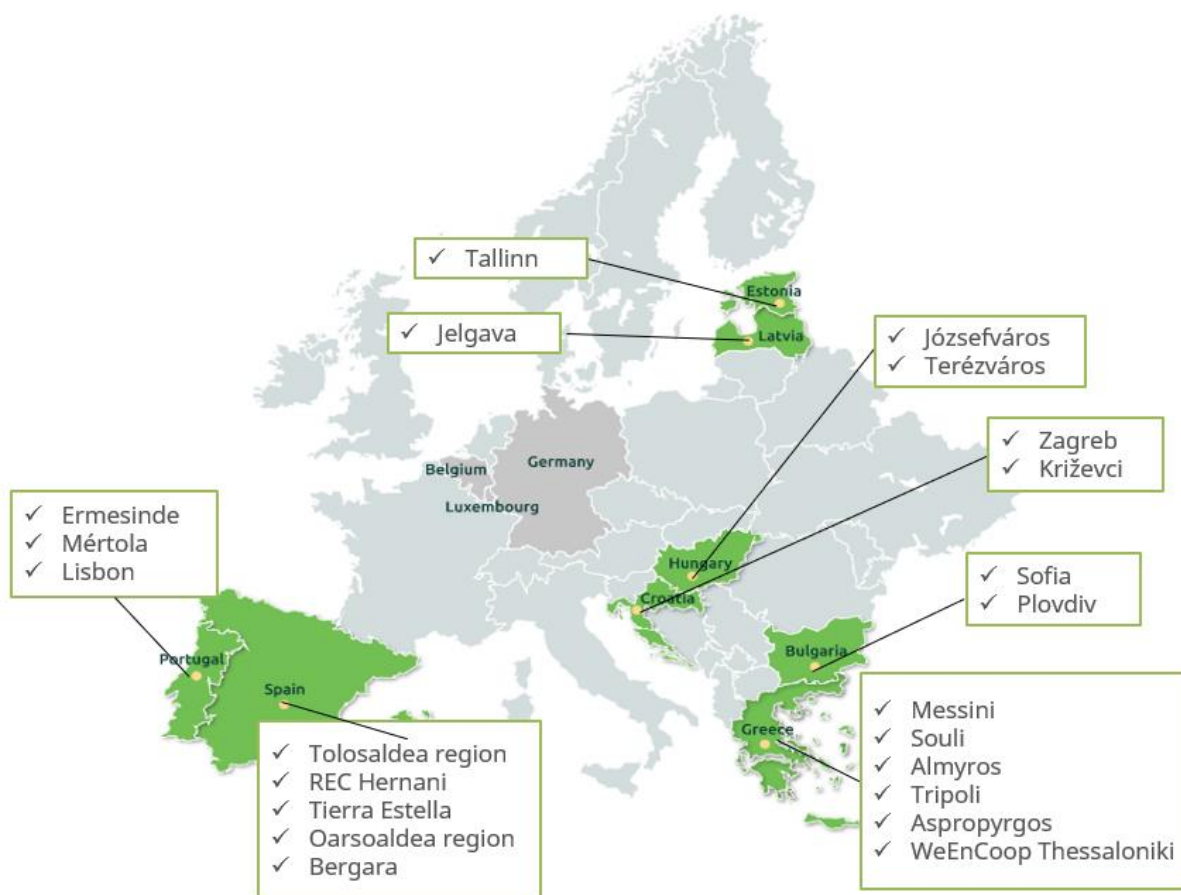 ✓ Tallinn
Estonia
✓ Jelgava
Latvia
✓ Józsefváros
✓ Terézváros
✓ Zagreb
✓ Križevci
Belgium
Germany
Luxembourg
✓ Ermesinde
✓ Mértola
✓ Lisbon
Hungary
Croatia
✓ Sofia
✓ Plovdiv
Portugal
Spain
Bulgaria
✓ Tolosaldea region
✓ REC Hernani
✓ Tierra Estella
✓ Oarsoaldea region
✓ Bergara
Greece
✓ Messini
✓ Souli
✓ Almyros
✓ Tripoli
✓ Aspropyrgos
✓ WeEnCoop Thessaloniki